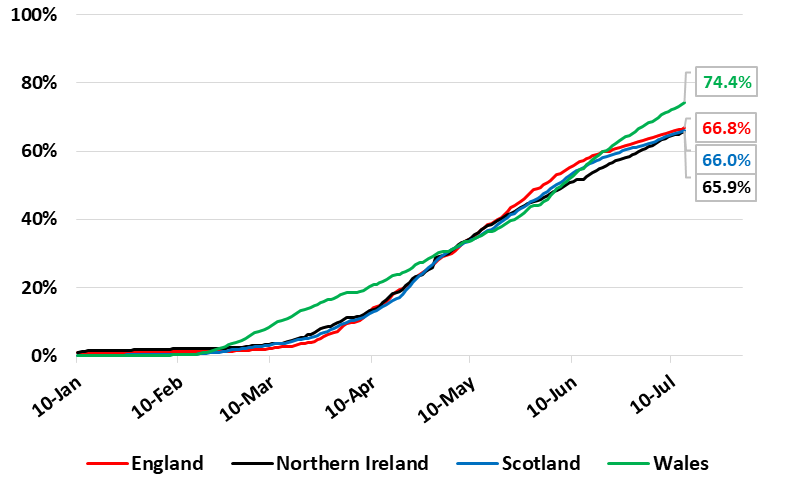 100%
80%
60%
40%
20%
0%
74.4%
66.8%
66.0%
65.9%
10-Jan
10-Feb
10-Mar
10-Apr
10-May
10-Jun
10-Jul
England
Northern Ireland
Scotland
Wales